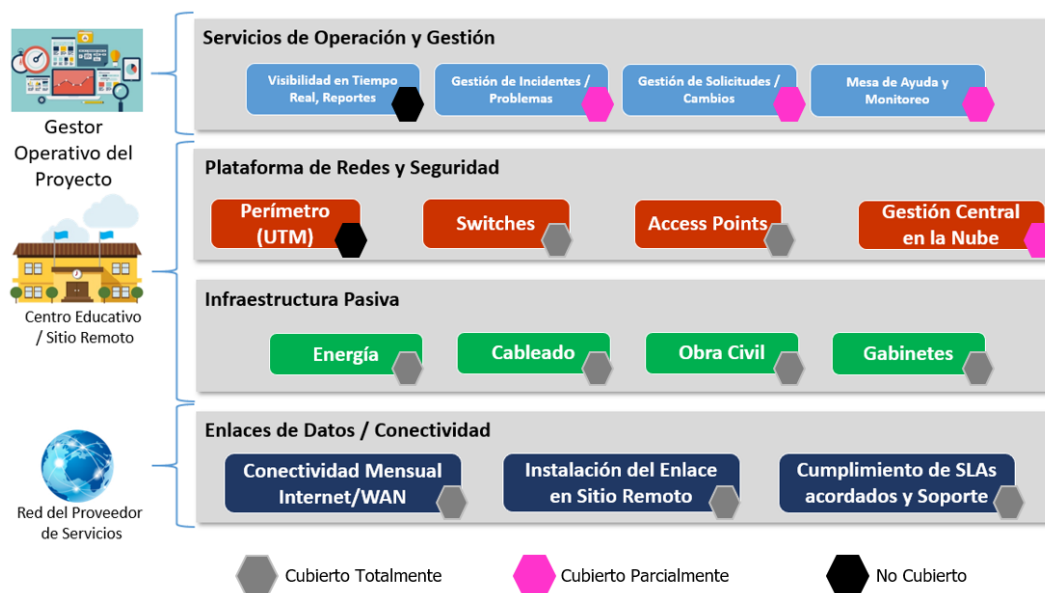 Servicios de Operación y Gestión
Visibilidad en Tiempo
Real, Reportes
Gestión de Incidentes /
Problemas
Gestión de Solicitudes /
Cambios
Mesa de Ayuda y
Monitoreo
Gestor
Operativo del
Proyecto
Plataforma de Redes y Seguridad
Perímetro
(UTM)
Switches
Access Points
Gestión Central
en la Nube
Centro Educativo
/ Sitio Remoto
Infraestructura Pasiva
Energía
Cableado
Obra Civil
Gabinetes
Enlaces de Datos / Conectividad
Conectividad Mensual
Internet/WAN
Instalación del Enlace
en Sitio Remoto
Cumplimiento de SLAs
acordados y Soporte
Red del Proveedor
de Servicios
Cubierto Totalmente
Cubierto Parcialmente
No Cubierto